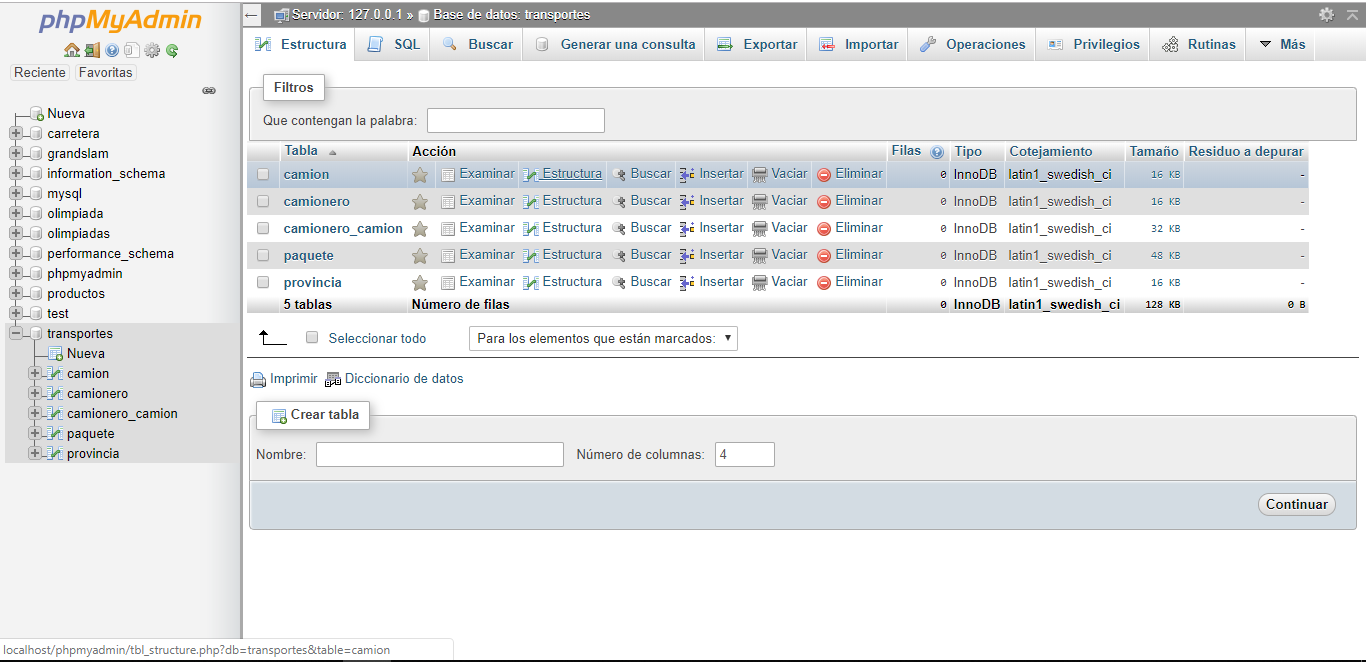 phpMyAdmin
Reciente Favoritas
Nueva
carretera
grandslam
information_schema
mysql
olimpiada
olimpiadas
performance_schema
phpmyadmin
productos
test
transportes
Nueva
camion
camionero
camionero_camion
paquete
provincia
Servidor: 127.0.0.1 » Base de datos: transportes
Estructura SQL Buscar Generar una consulta Exportar Importar Operaciones Privilegios Rutinas Más
Filtros
Que contengan la palabra:
Tabla Acción Filas Tipo Cotejamiento Tamaño Residuo a depurar
camion Examinar Estructura Buscar Insertar Vaciar Eliminar 0 InnoDB latin1_swedish_ci 16 KB -
camionero Examinar Estructura Buscar Insertar Vaciar Eliminar 0 InnoDB latin1_swedish_ci 16 KB -
camionero_camion Examinar Estructura Buscar Insertar Vaciar Eliminar 0 InnoDB latin1_swedish_ci 32 KB -
paquete Examinar Estructura Buscar Insertar Vaciar Eliminar 0 InnoDB latin1_swedish_ci 48 KB -
provincia Examinar Estructura Buscar Insertar Vaciar Eliminar 0 InnoDB latin1_swedish_ci 16 KB -
5 tablas Número de filas 0 InnoDB latin1_swedish_ci 128 KB 0 B
Seleccionar todo Para los elementos que están marcados:
Imprimir Diccionario de datos
Crear tabla
Nombre: Número de columnas: 4
Continuar
localhost/phpmyadmin/tbl_structure.php?db=transportes&table=camion